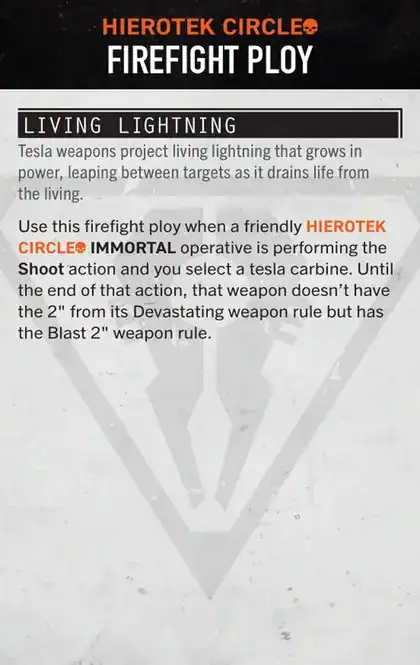 HIEROTEK CIRCLE
FIREFIGHT PLOY
LIVING LIGHTNING
Tesla weapons project living lightning that grows in
power, leaping between targets as it drains life from
the living.
Use this firefight ploy when a friendly HIEROTEK
CIRCLE IMMORTAL operative is performing the
Shoot action and you select a tesla carbine. Until
the end of that action, that weapon doesn’t have
the 2" from its Devastating weapon rule but has
the Blast 2" weapon rule.